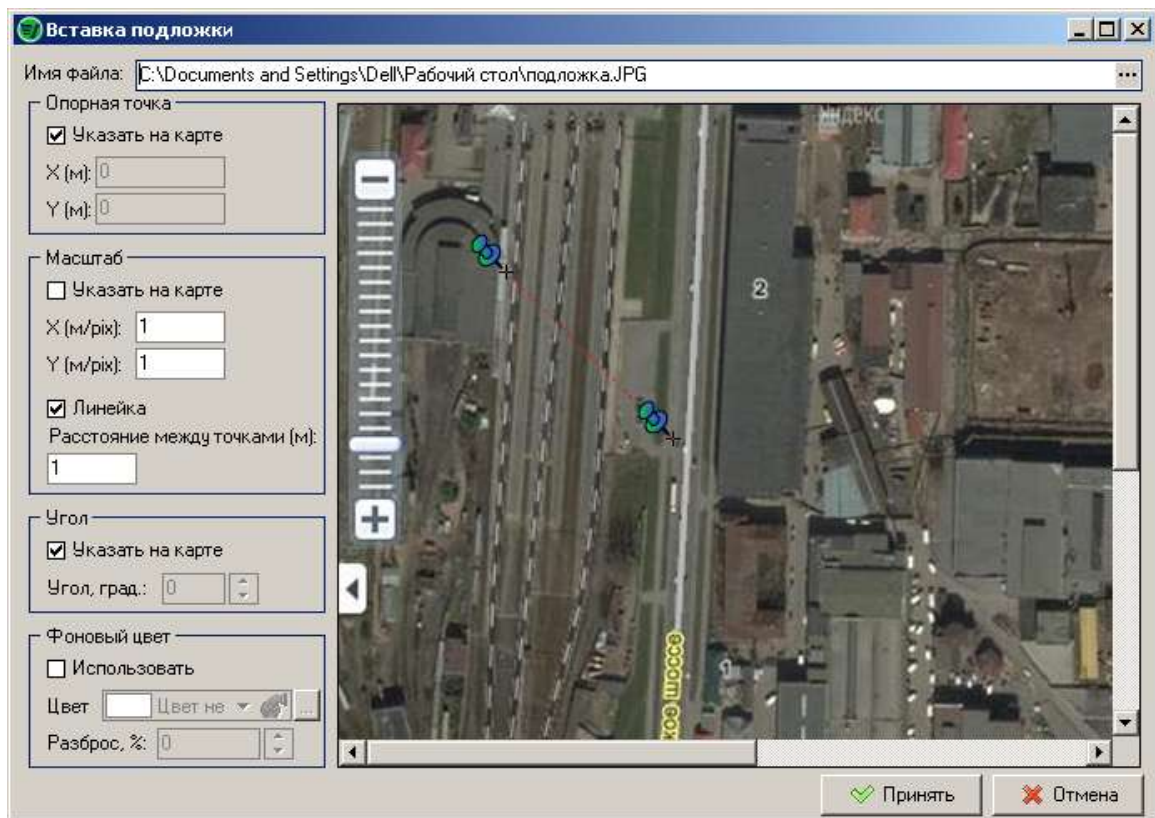 Вставка подложки
Имя файла: C:\Documents and Settings\Dell\Рабочий стол\подложка.JPG ...
Опорная точка
Указать на карте
X (м): 0
Y (м): 0
Масштаб
Указать на карте
X (м/pix): 1
Y (м/pix): 1
Линейка
Расстояние между точками (м):
1
Угол
Указать на карте
Угол, град.: 0
Фоновый цвет
Использовать
Цвет Цвет не ...
Разброс, %: 0
Яндекс
2
1
кое шоссе
Принять
Отмена